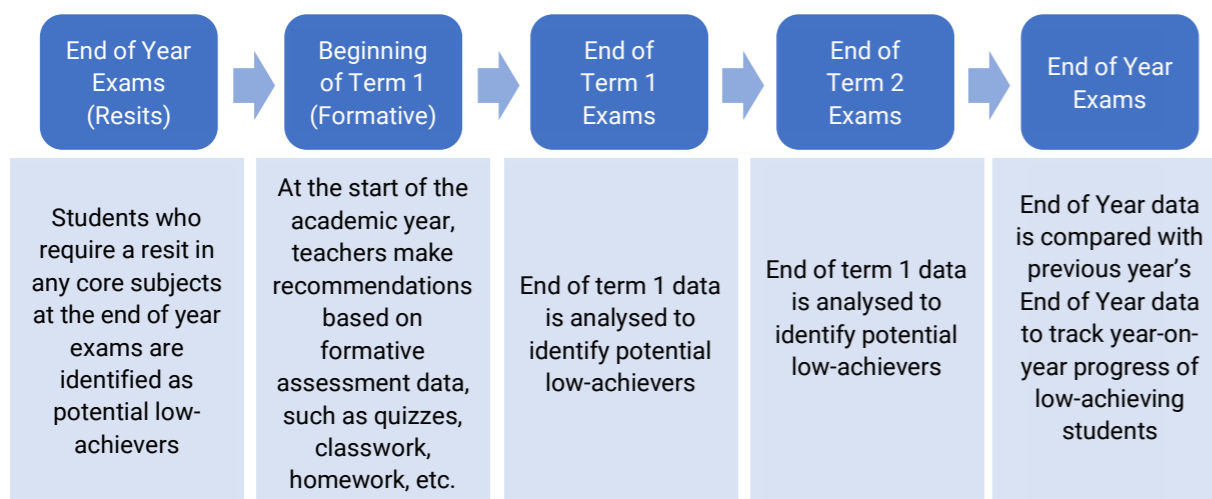 End of Year
Exams
(Resits)
Beginning
of Term 1
(Formative)
End of
Term 1
Exams
End of
Term 2
Exams
End of Year
Exams
Students who
require a resit in
any core subjects
at the end of year
exams are
identified as
potential low-
achievers
At the start of the
academic year,
teachers make
recommendations
based on
formative
assessment data,
such as quizzes,
classwork,
homework, etc.
End of term 1 data
is analysed to
identify potential
low-achievers
End of term 1 data
is analysed to
identify potential
low-achievers
End of Year data
is compared with
previous year’s
End of Year data
to track year-on-
year progress of
low-achieving
students